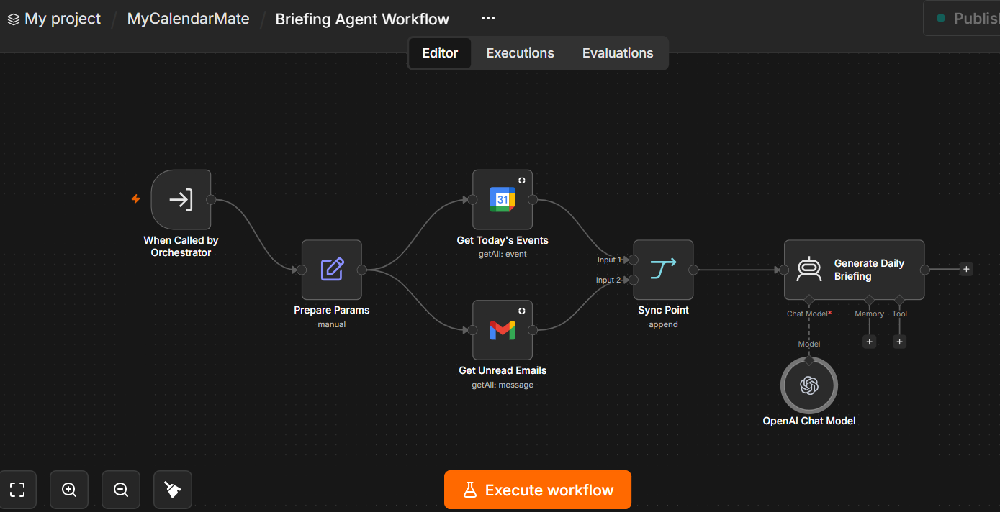 My project / MyCalendarMate / Briefing Agent Workflow ...
Editor Executions Evaluations
When Called by
Orchestrator
Prepare Params
manual
31
Get Today's Events
getAll: event
Get Unread Emails
getAll: message
Input 1
Input 2
Sync Point
append
Generate Daily
Briefing
Chat Model*
Memory
Tool
Model
OpenAI Chat Model
Execute workflow